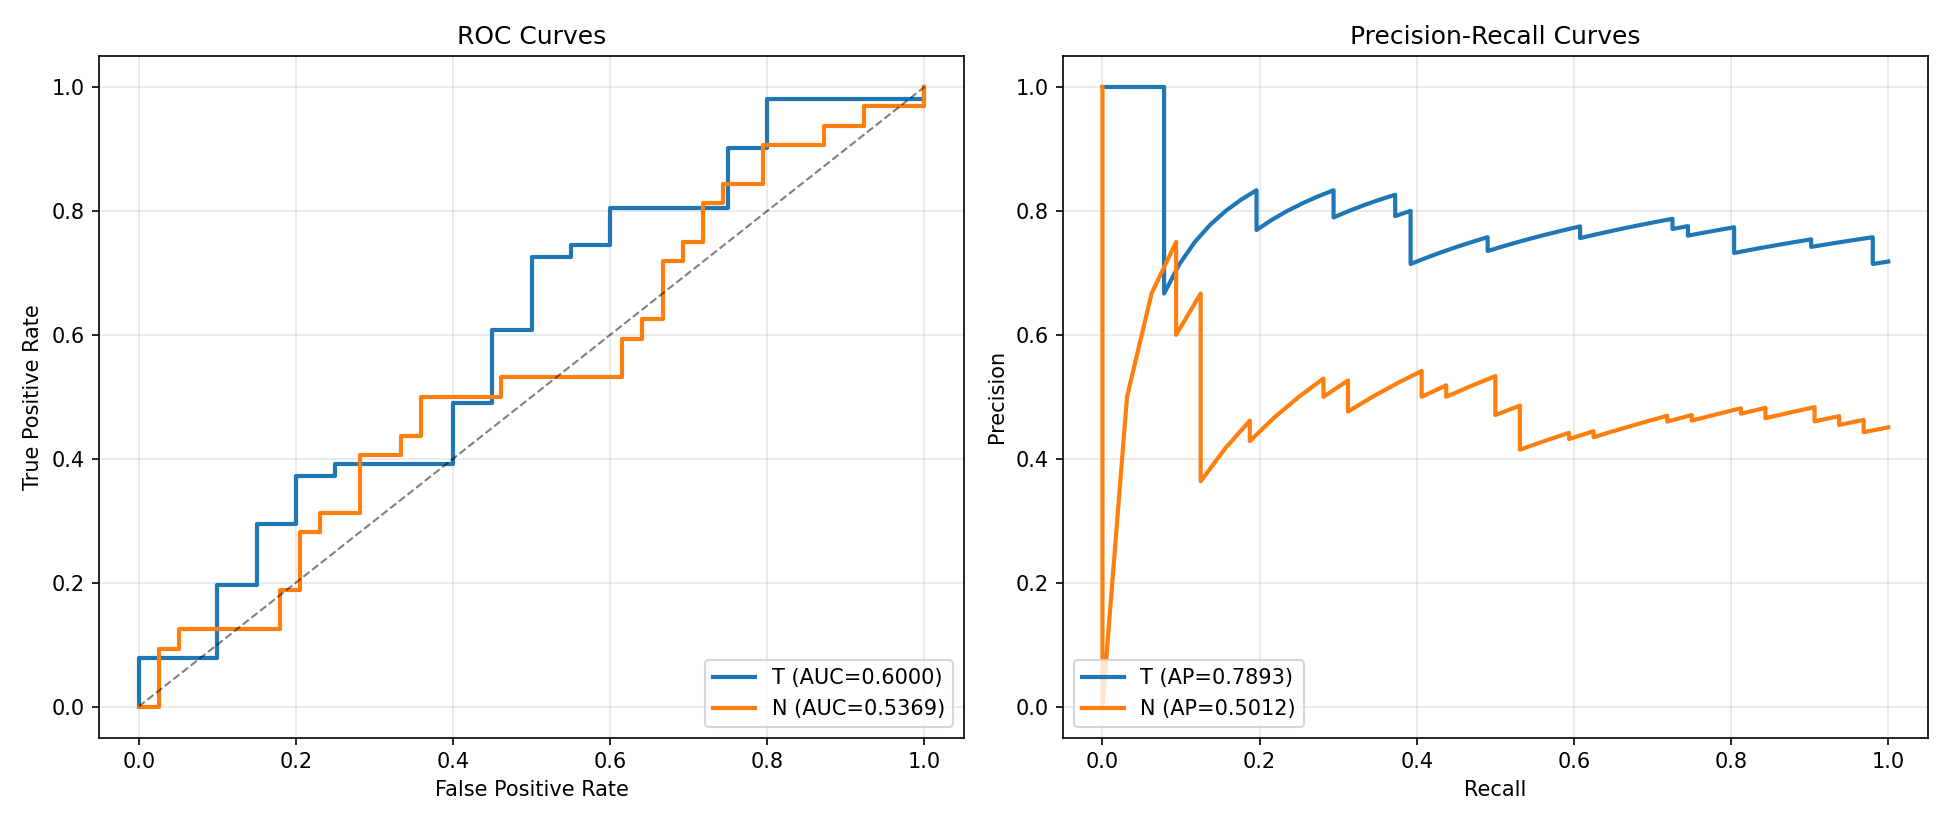 ROC Curves
True Positive Rate
1.0
0.8
0.6
0.4
0.2
0.0
0.0 0.2 0.4 0.6 0.8 1.0
False Positive Rate
T (AUC=0.6000)
N (AUC=0.5369)
Precision-Recall Curves
Precision
1.0
0.8
0.6
0.4
0.2
0.0
0.0 0.2 0.4 0.6 0.8 1.0
Recall
T (AP=0.7893)
N (AP=0.5012)